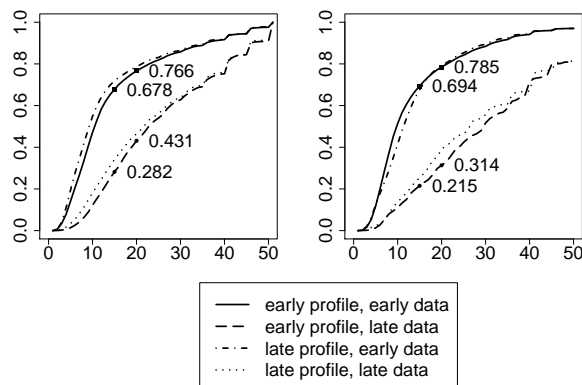 0.0 0.2 0.4 0.6 0.8 1.0
0.766
0.678
0.431
0.282
0 10 20 30 40 50
0.0 0.2 0.4 0.6 0.8 1.0
0.785
0.694
0.314
0.215
0 10 20 30 40 50
early profile, early data
early profile, late data
late profile, early data
late profile, late data